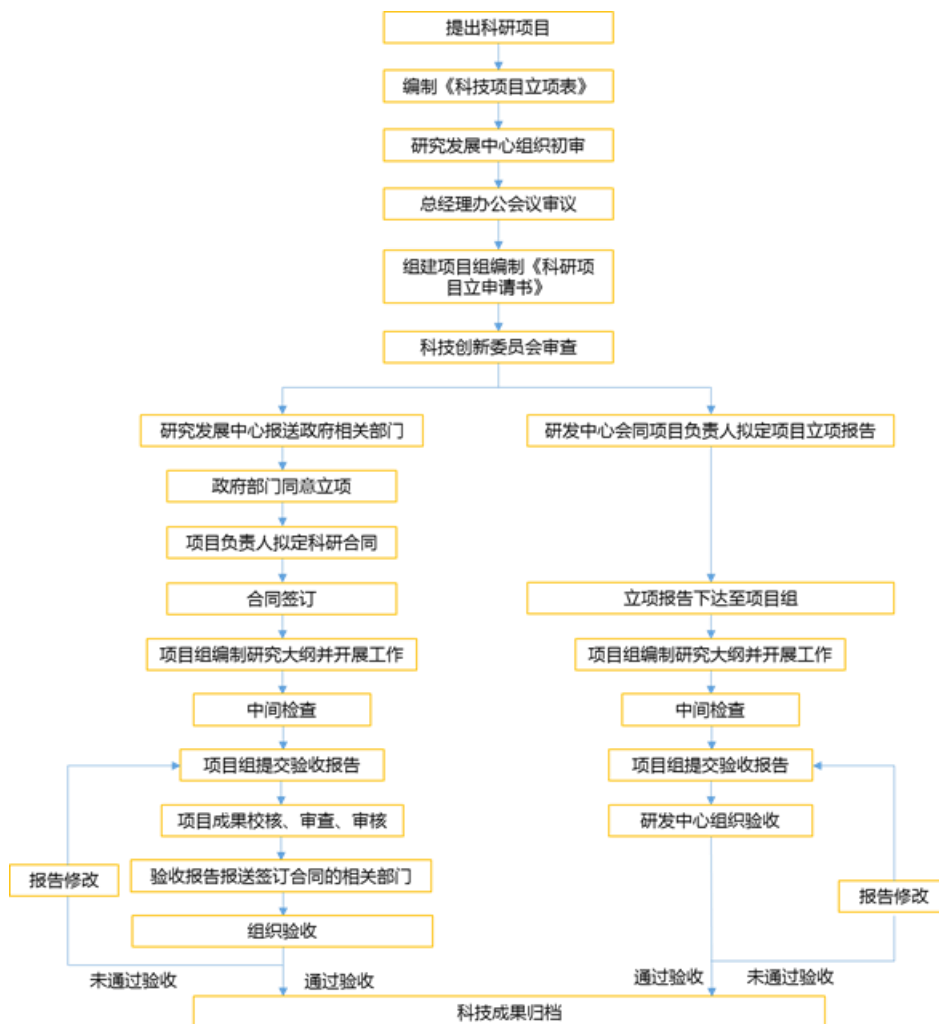 提出科研项目
编制《科技项目立项表》
研究发展中心组织初审
总经理办公会议审议
组建项目组编制《科研项
目立申请书》
科技创新委员会审查
研究发展中心报送政府相关部门
政府部门同意立项
项目负责人拟定科研合同
合同签订
项目组编制研究大纲并开展工作
中间检查
项目组提交验收报告
项目成果校核、审查、审核
验收报告报送签订合同的相关部门
组织验收
报告修改
未通过验收
通过验收
研发中心会同项目负责人拟定项目立项报告
立项报告下达至项目组
项目组编制研究大纲并开展工作
中间检查
项目组提交验收报告
研发中心组织验收
报告修改
通过验收
未通过验收
科技成果归档